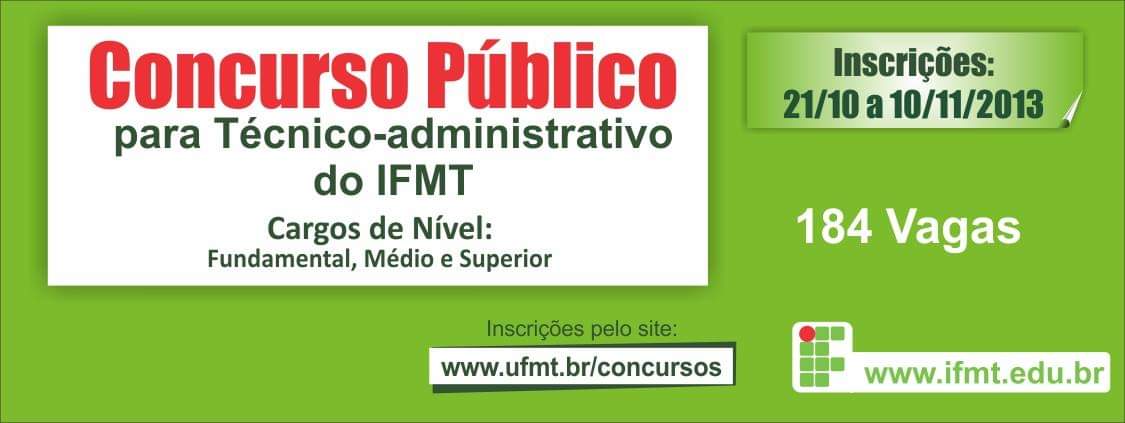 Concurso Público
para Técnico-administrativo
do IFMT
Cargos de Nível:
Fundamental, Médio e Superior
Inscrições:
21/10 a 10/11/2013
184 Vagas
Inscrições pelo site:
www.ufmt.br/concursos
www.ifmt.edu.br